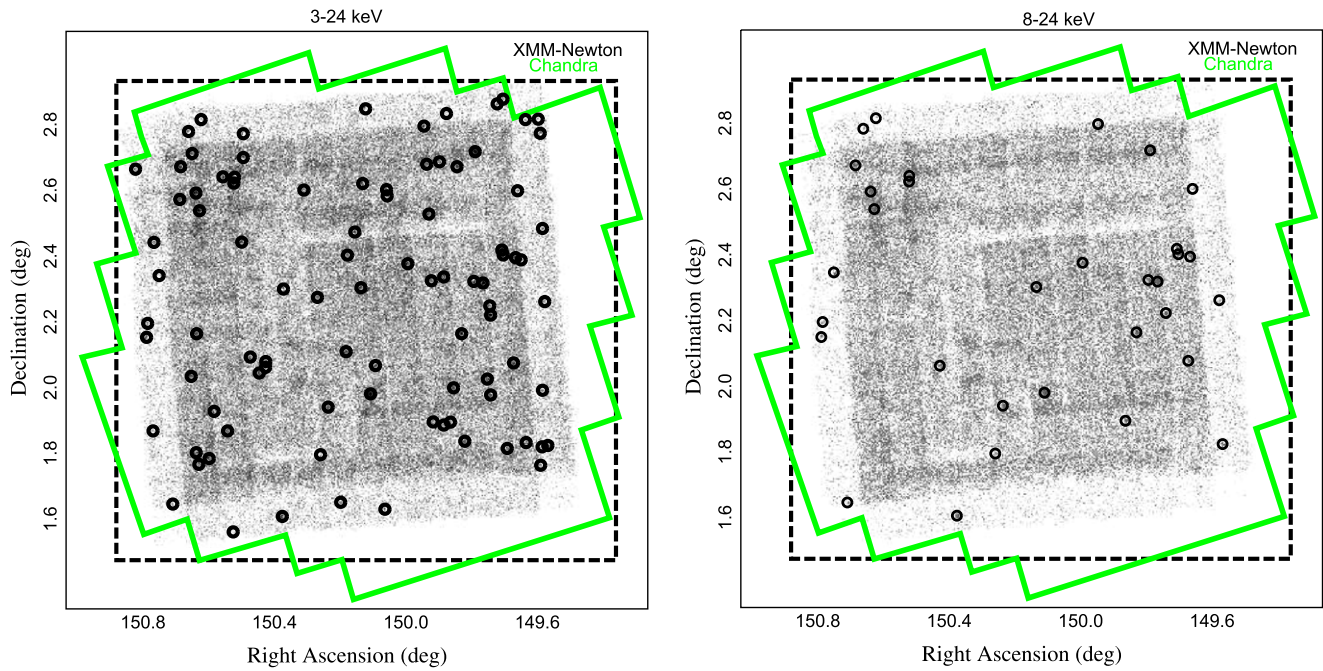 3-24 keV
XMM-Newton
Chandra
Declination (deg)
2.8
2.6
2.4
2.2
2.0
1.8
1.6
150.8 150.4 150.0 149.6
Right Ascension (deg)
8-24 keV
XMM-Newton
Chandra
Declination (deg)
2.8
2.6
2.4
2.2
2.0
1.8
1.6
150.8 150.4 150.0 149.6
Right Ascension (deg)